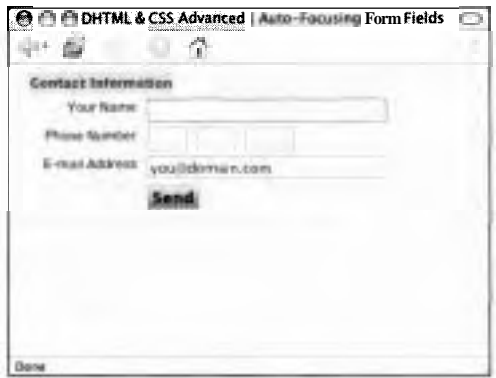 DHTML & CSS Advanced | Auto-Focusing Form Fields
Contact Information
Your Name
Phone Number
E-mail Address you@domain.com
Send
Done